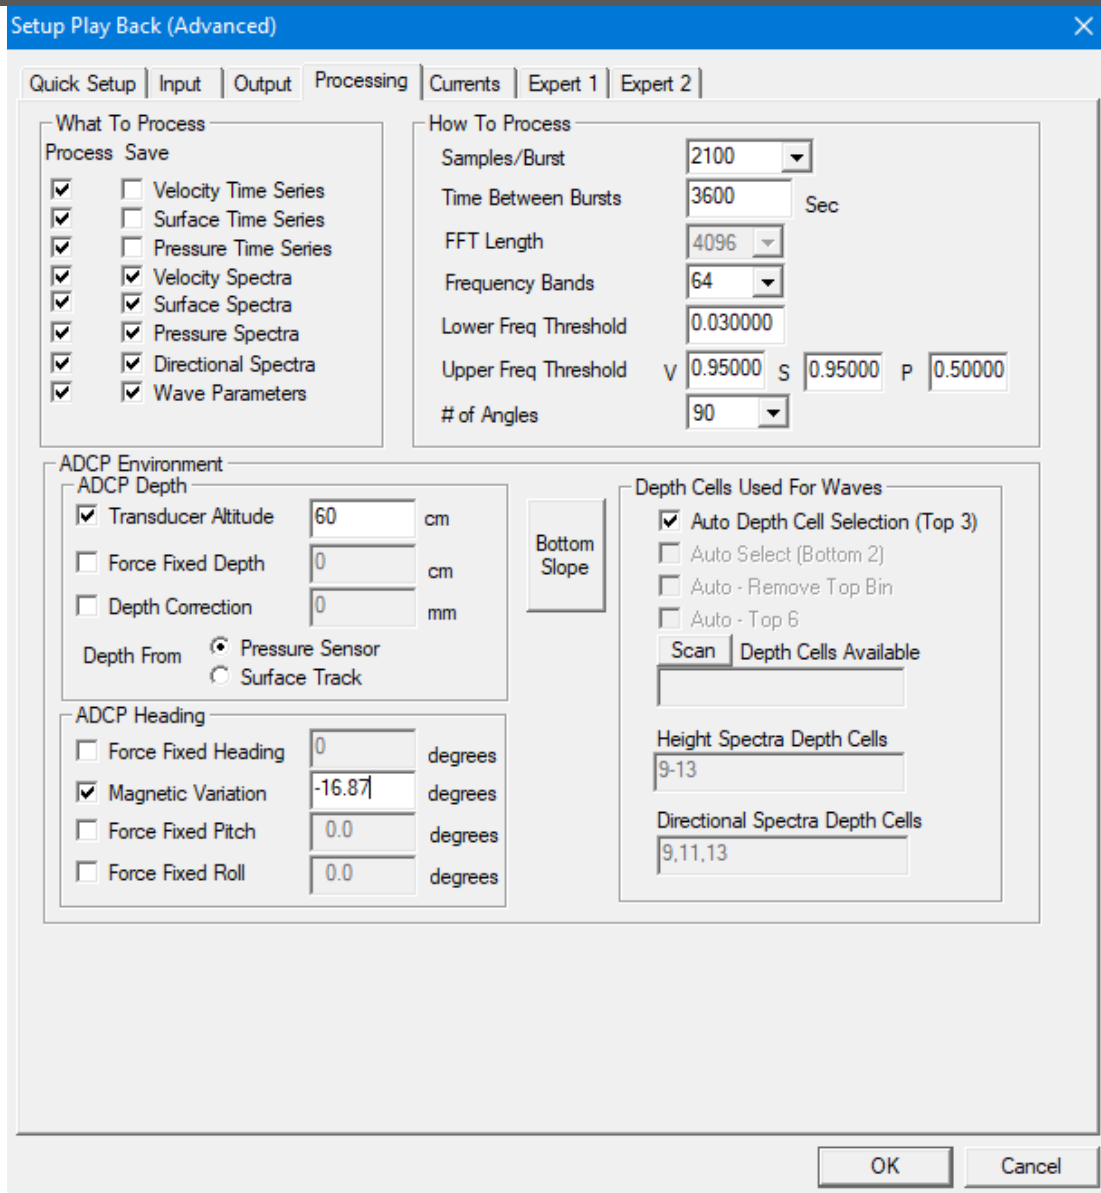 Setup Play Back (Advanced)
Quick Setup Input Output Processing Currents Expert 1 Expert 2
What To Process
Process Save
Velocity Time Series
Surface Time Series
Pressure Time Series
Velocity Spectra
Surface Spectra
Pressure Spectra
Directional Spectra
Wave Parameters
How To Process
Samples/Burst 2100
Time Between Bursts 3600 Sec
FFT Length 4096
Frequency Bands 64
Lower Freq Threshold 0.030000
Upper Freq Threshold V 0.95000 S 0.95000 P 0.50000
# of Angles 90
ADCP Environment
ADCP Depth
Transducer Altitude 60 cm
Force Fixed Depth 0 cm
Depth Correction 0 mm
Depth From Pressure Sensor
Surface Track
Bottom
Slope
ADCP Heading
Force Fixed Heading 0 degrees
Magnetic Variation -16.87 degrees
Force Fixed Pitch 0.0 degrees
Force Fixed Roll 0.0 degrees
Depth Cells Used For Waves
Auto Depth Cell Selection (Top 3)
Auto Select (Bottom 2)
Auto - Remove Top Bin
Auto - Top 6
Scan Depth Cells Available
Height Spectra Depth Cells
9-13
Directional Spectra Depth Cells
9,11,13
OK Cancel